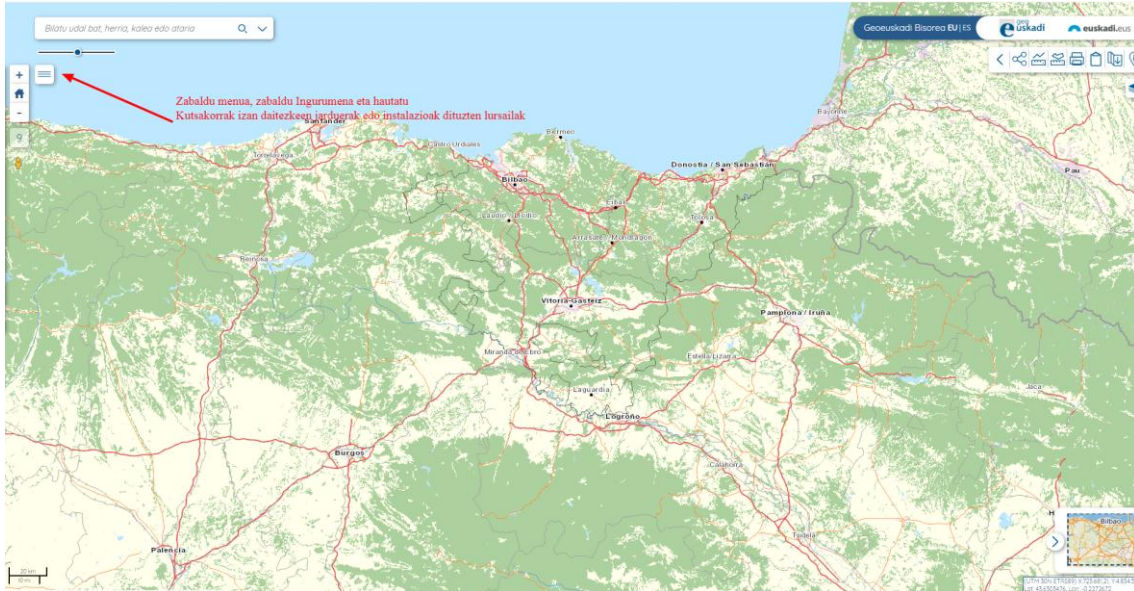 Bilatu udal bat, herria, kalea edo ataria
Geoeuskadi Bisorea EU|ES
geo euskadi
euskadi.eus
Zabaldu menua, zabaldu Ingurumena eta hautatu
Kutsakorrak izan daitezkeen jarduerak edo instalazioak dituzten lursailak
Santander
Bermeo
Bayonne
Torrelavega
Castro Urdiales
Donostia / San Sebastián
Pau
Bilbao
Eibar
Tolosa
Arrasate / Mondragón
Reinosa
Vitoria-Gasteiz
Pamplona / Iruña
Miranda de Ebro
Estella/Lizarra
Laguardia
Jaca
Logroño
Burgos
Calahorra
Tudela
Bilbao
Palencia
20 km
10 mi